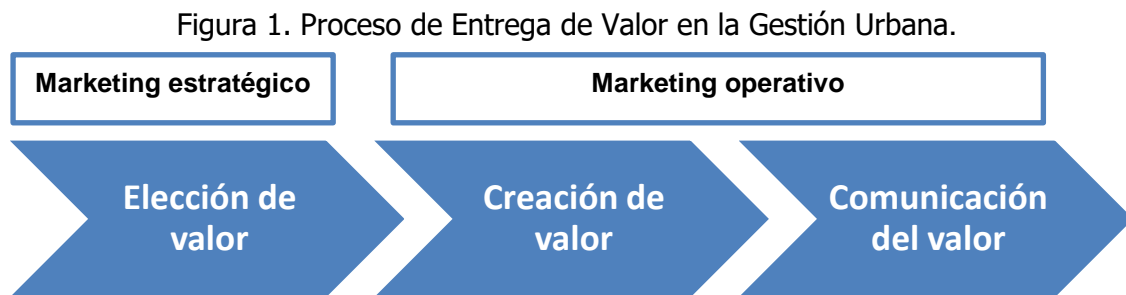 Figura 1. Proceso de Entrega de Valor en la Gestión Urbana.
Marketing estratégico
Marketing operativo
Elección de
valor
Creación de
valor
Comunicación
del valor